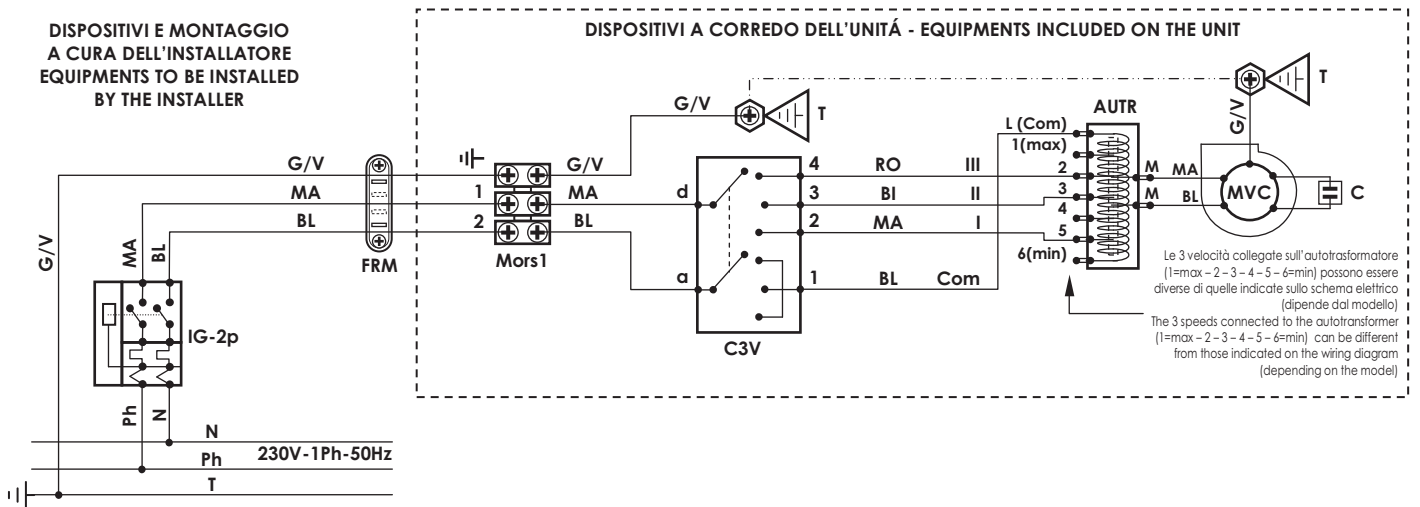 DISPOSITIVI E MONTAGGIO
A CURA DELL'INSTALLATORE
EQUIPMENTS TO BE INSTALLED
BY THE INSTALLER
DISPOSITIVI A CORREDO DELL'UNITÁ - EQUIPMENTS INCLUDED ON THE UNIT
G/V
MA
BL
FRM
G/V
MA
BL
IG-2p
Ph
N
N
Ph
T
230V-1Ph-50Hz
1
2
Mors1
G/V
MA
BL
G/V
T
d
a
4
3
2
1
C3V
RO
BI
MA
BL
III
II
I
Com
AUTR
L (Com)
1(max)
2
3
4
5
6(min)
M
M
MA
BL
G/V
T
MVC
C
Le 3 velocità collegate sull'autotrasformatore
(1=max – 2 – 3 – 4 – 5 – 6=min) possono essere
diverse di quelle indicate sullo schema elettrico
(dipende dal modello)
The 3 speeds connected to the autotransformer
(1=max – 2 – 3 – 4 – 5 – 6=min) can be different
from those indicated on the wiring diagram
(depending on the model)